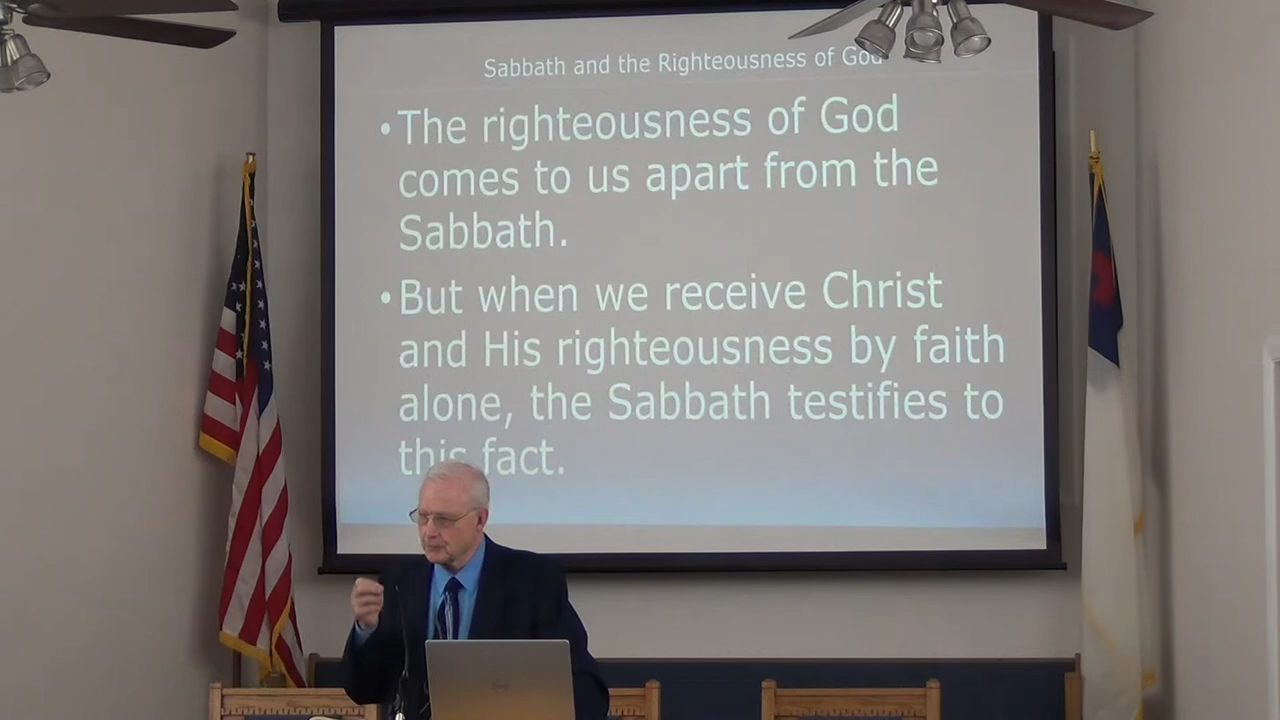 Sabbath and the Righteousness of God
•The righteousness of God
comes to us apart from the
Sabbath.
•But when we receive Christ
and His righteousness by faith
alone, the Sabbath testifies to
this fact.